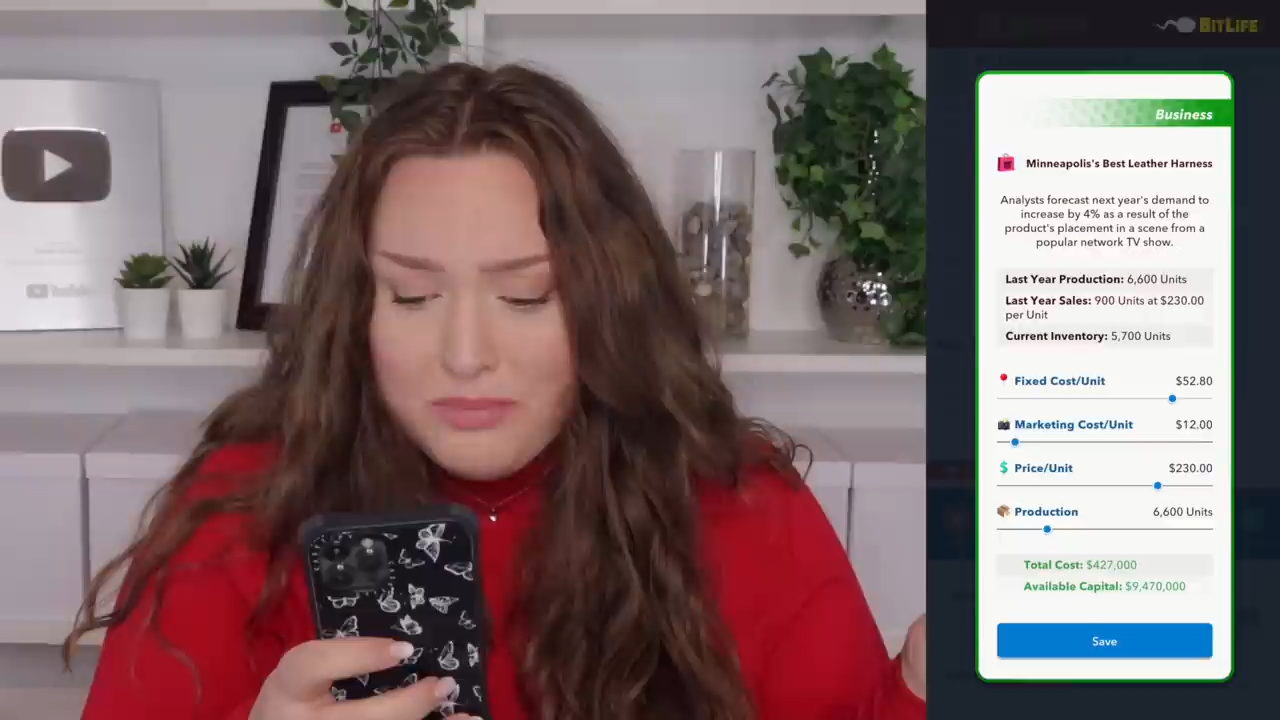 BITLIFE
Business
Minneapolis's Best Leather Harness
Analysts forecast next year's demand to
increase by 4% as a result of the
product's placement in a scene from a
popular network TV show.
Last Year Production: 6,600 Units
Last Year Sales: 900 Units at $230.00
per Unit
Current Inventory: 5,700 Units
Fixed Cost/Unit $52.80
Marketing Cost/Unit $12.00
$ Price/Unit $230.00
Production 6,600 Units
Total Cost: $427,000
Available Capital: $9,470,000
Save